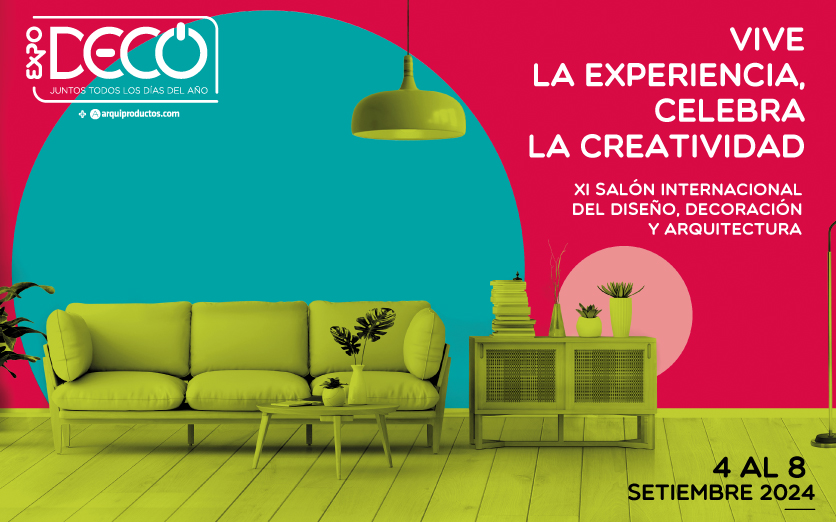 EXPO
DECÓ
JUNTOS TODOS LOS DÍAS DEL AÑO
arquiproductos.com
VIVE
LA EXPERIENCIA,
CELEBRA
LA CREATIVIDAD
XI SALÓN INTERNACIONAL
DEL DISEÑO, DECORACIÓN
Y ARQUITECTURA
4 AL 8
SETIEMBRE 2024